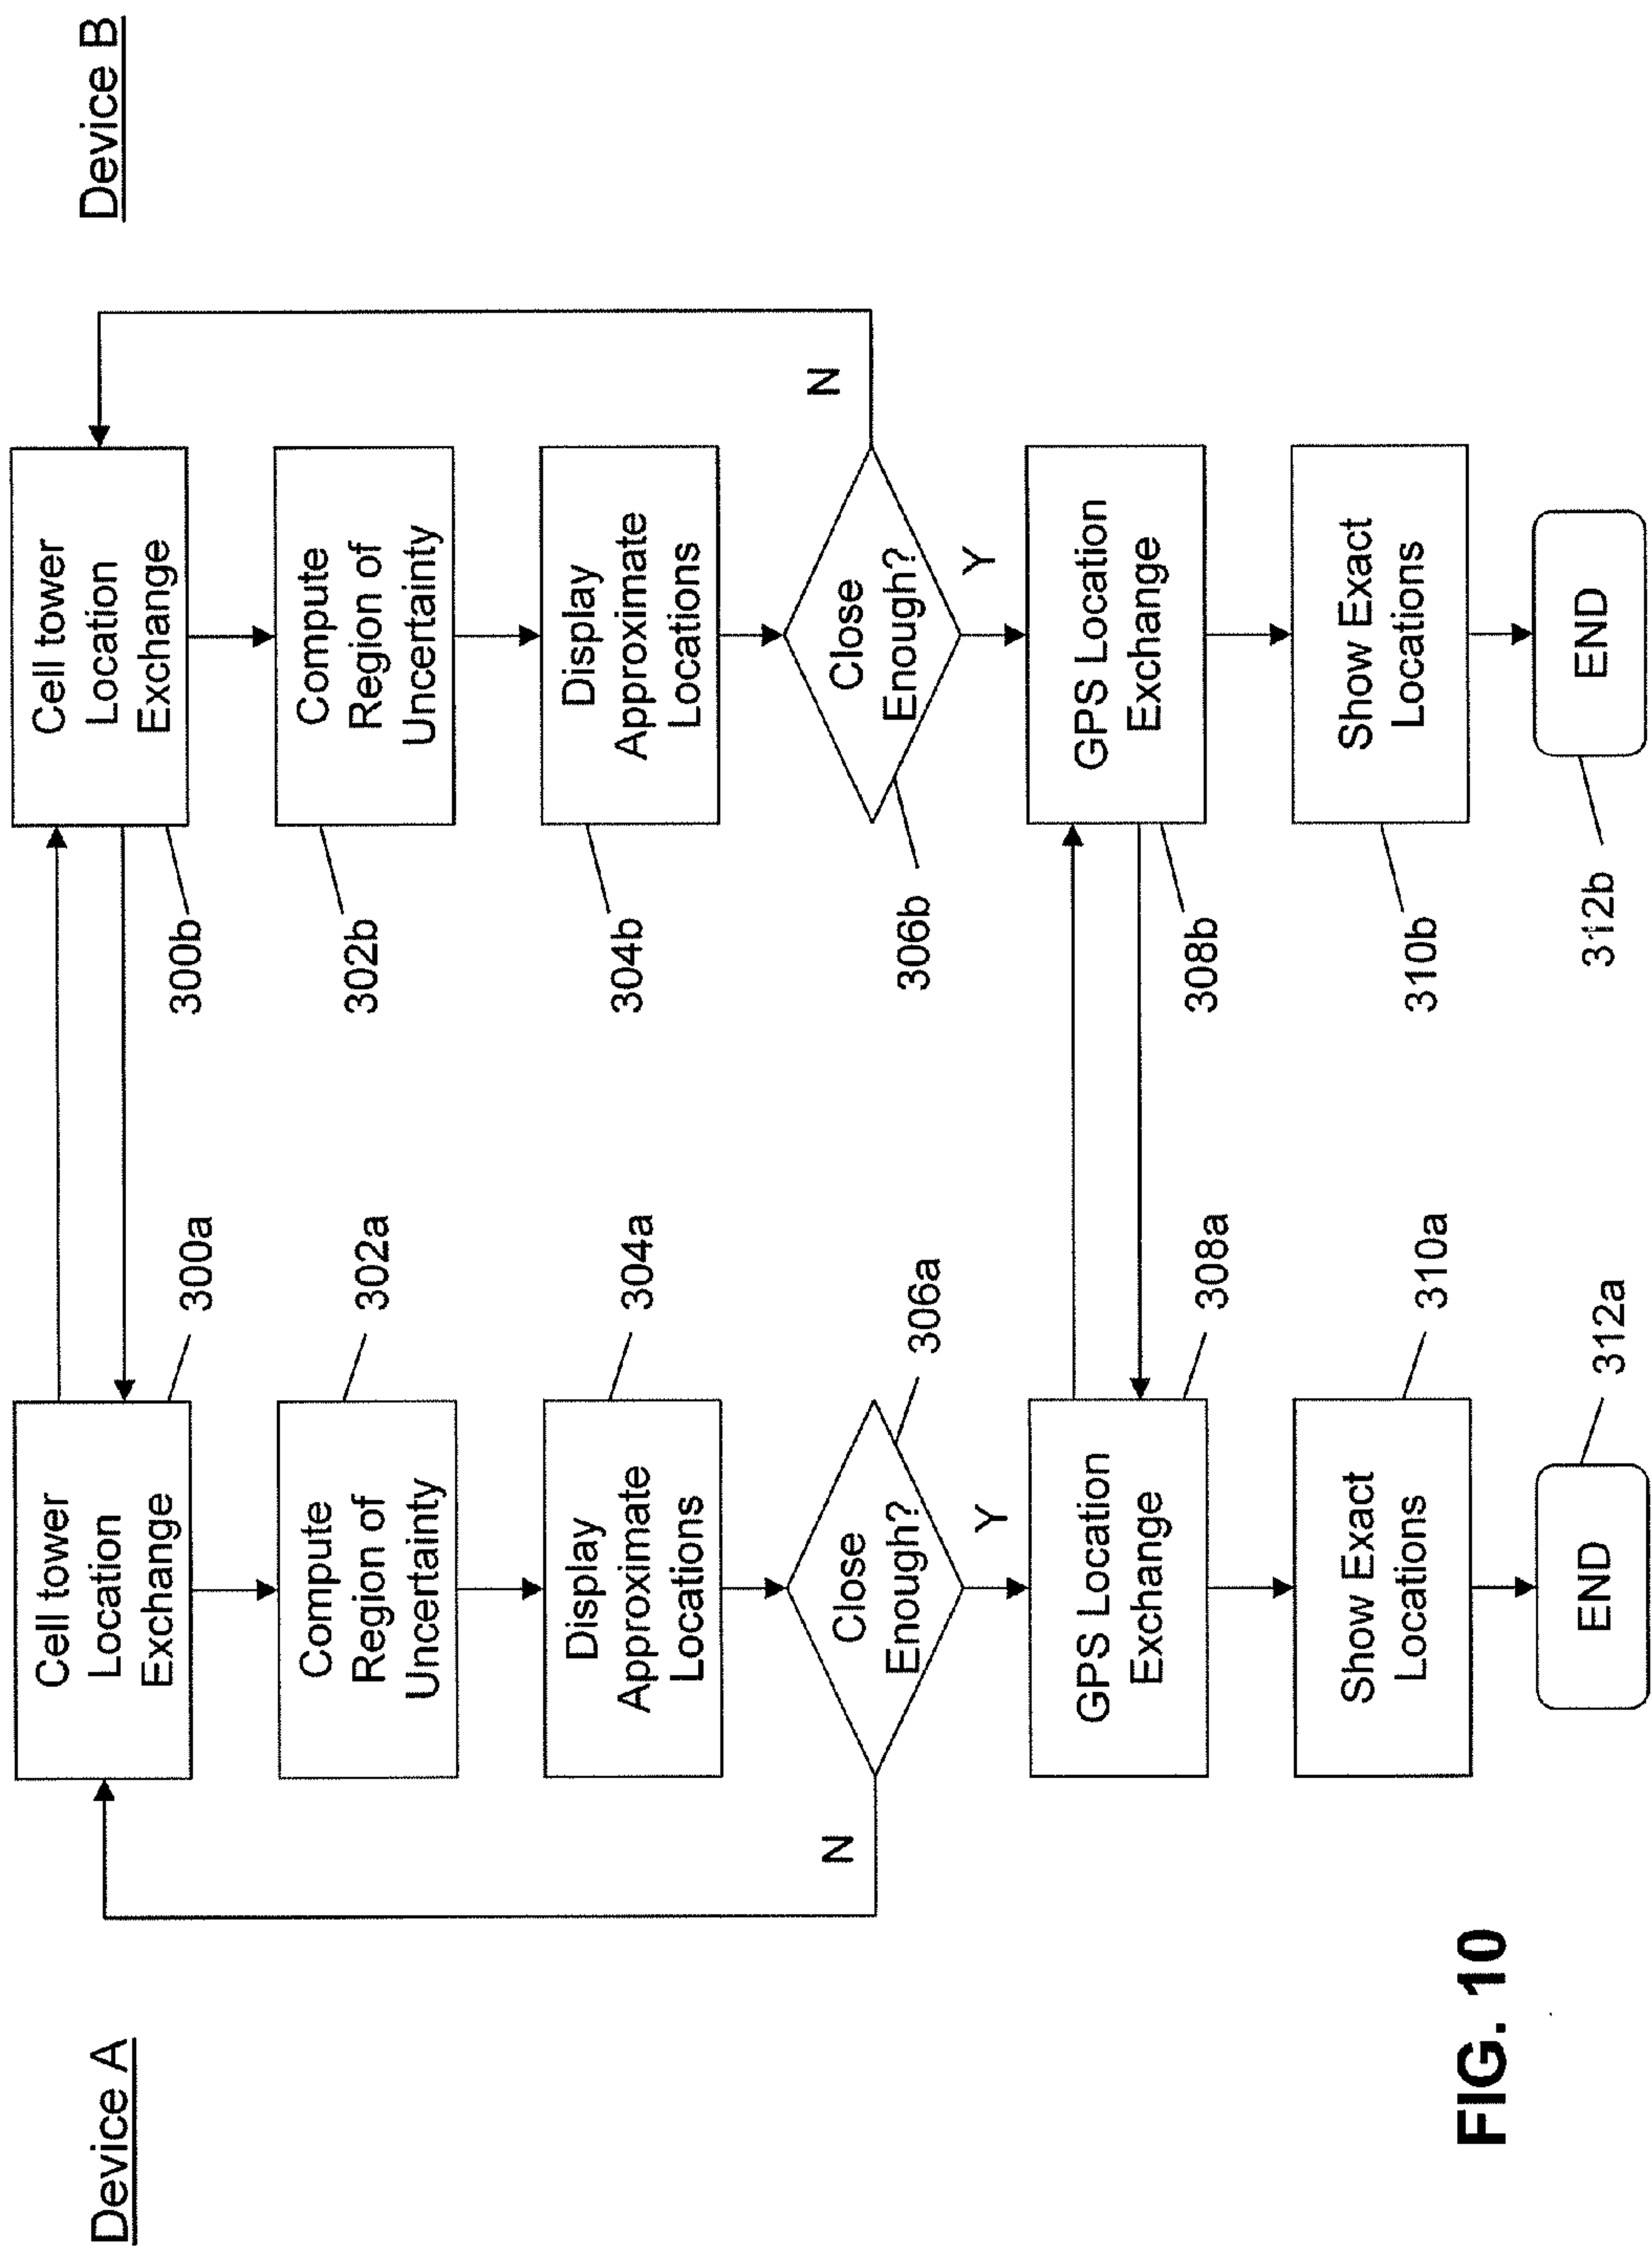 Device A
Device B
Cell tower
Location
Exchange
300a
Compute
Region of
Uncertainty
302a
Display
Approximate
Locations
304a
Close
Enough?
306a
N
Y
GPS Location
Exchange
308a
Show Exact
Locations
310a
END
312a
Cell tower
Location
Exchange
300b
Compute
Region of
Uncertainty
302b
Display
Approximate
Locations
304b
Close
Enough?
306b
N
Y
GPS Location
Exchange
308b
Show Exact
Locations
310b
END
312b
FIG. 10